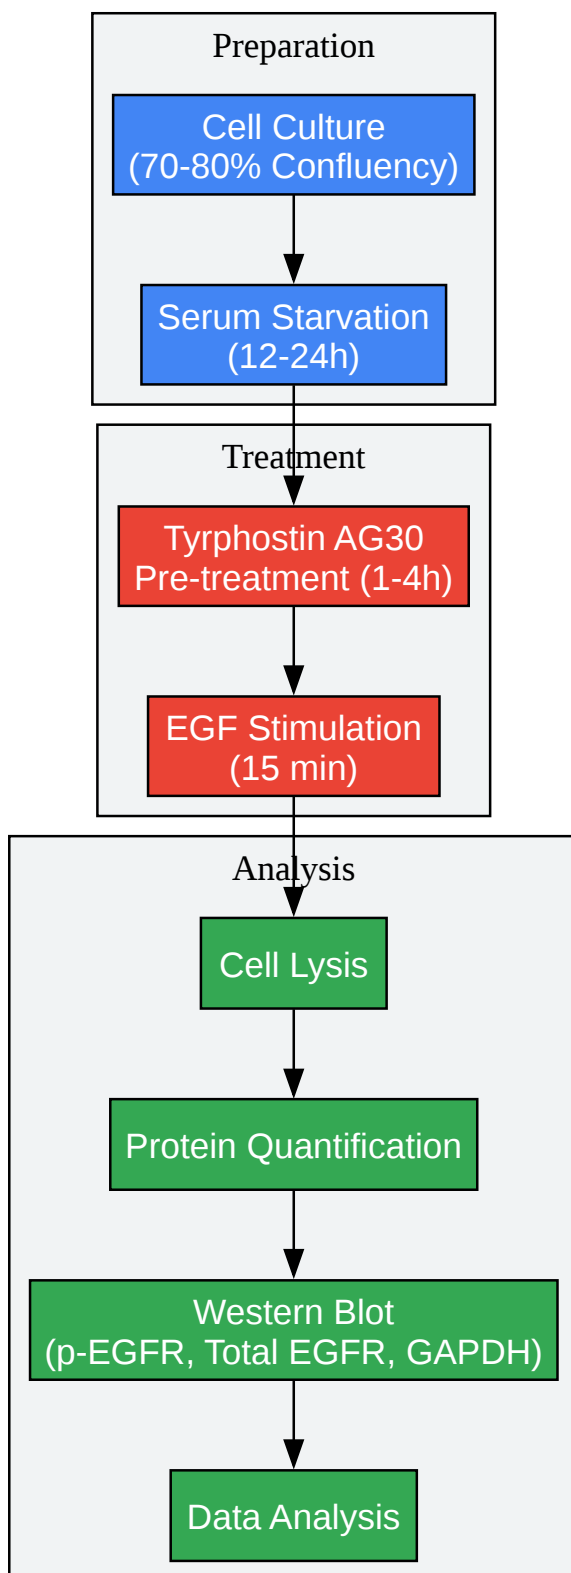 Preparation
Cell Culture
(70-80% Confluency)
Serum Starvation
(12-24h)
Treatment
Tyrphostin AG30
Pre-treatment (1-4h)
EGF Stimulation
(15 min)
Analysis
Cell Lysis
Protein Quantification
Western Blot
(p-EGFR, Total EGFR, GAPDH)
Data Analysis